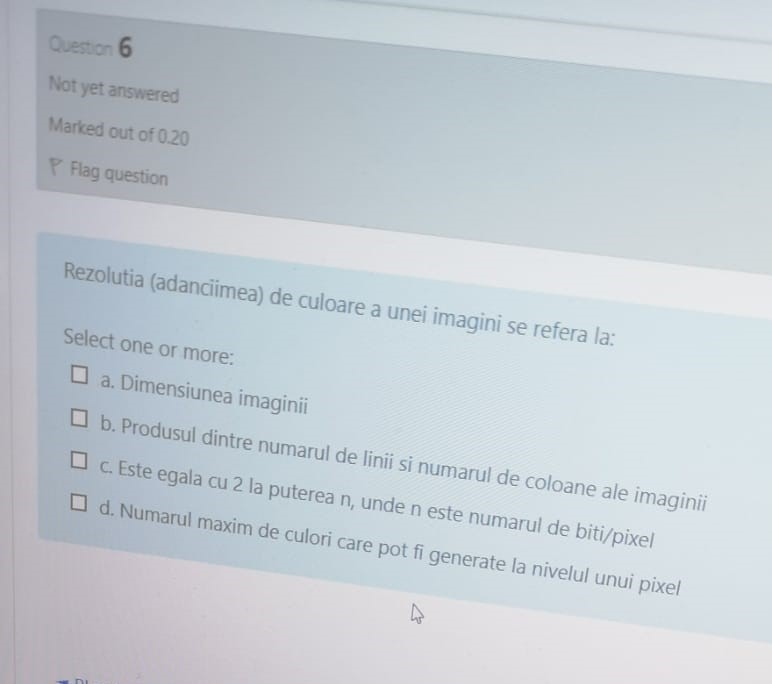 Question 6
Not yet answered
Marked out of 0.20
Flag question
Rezolutia (adanciimea) de culoare a unei imagini se refera la:
Select one or more:
a. Dimensiunea imaginii
b. Produsul dintre numarul de linii si numarul de coloane ale imaginii
c. Este egala cu 2 la puterea n, unde n este numarul de biti/pixel
d. Numarul maxim de culori care pot fi generate la nivelul unui pixel